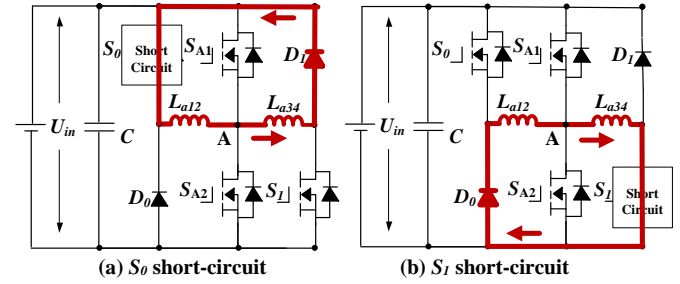 S0 Short Circuit SA1 D1
La12 La34
Uin C A
D0 SA2 S1
(a) S0 short-circuit
S0 SA1 D1
La12 La34
Uin C A
D0 SA2 S1 Short Circuit
(b) S1 short-circuit